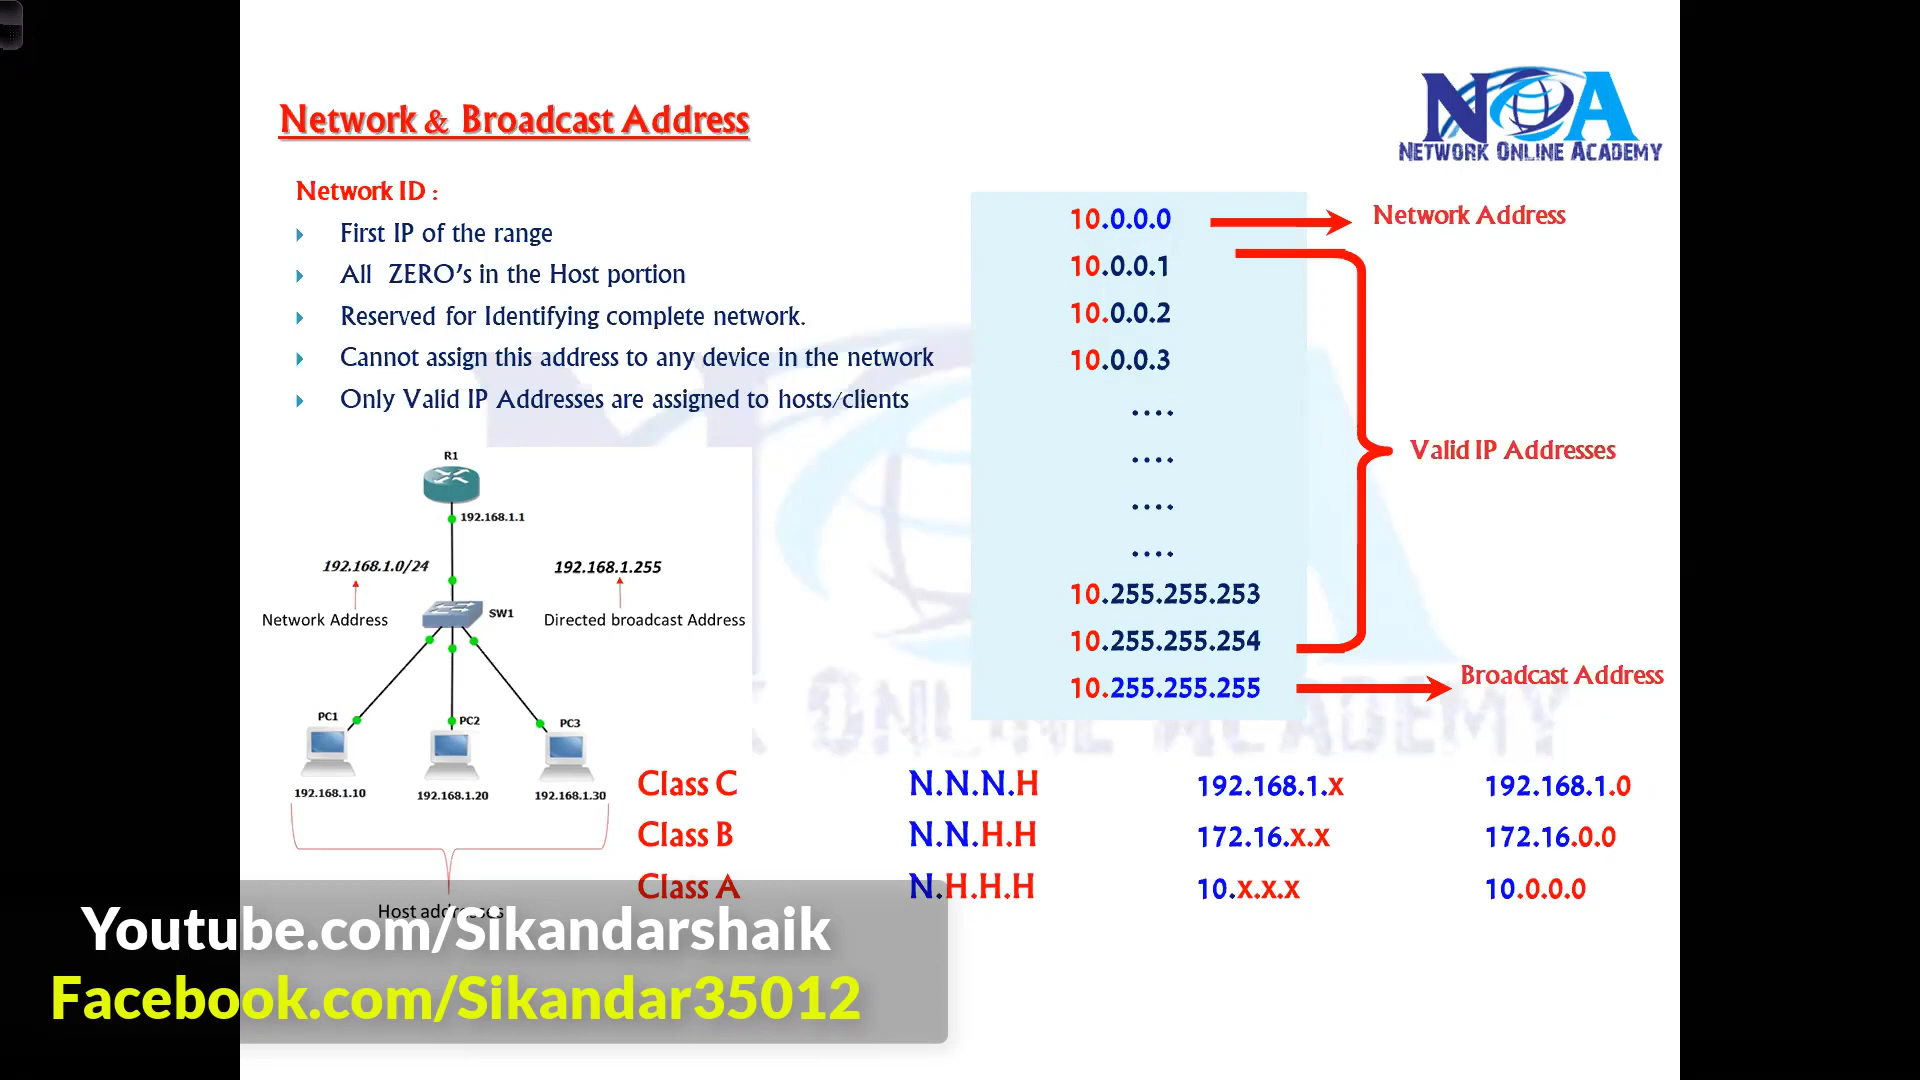 Network & Broadcast Address
NOA
NETWORK ONLINE ACADEMY
Network ID :
First IP of the range
All ZERO's in the Host portion
Reserved for Identifying complete network.
Cannot assign this address to any device in the network
Only Valid IP Addresses are assigned to hosts/clients
10.0.0.0
Network Address
10.0.0.1
10.0.0.2
10.0.0.3
....
....
....
....
Valid IP Addresses
10.255.255.253
10.255.255.254
10.255.255.255
Broadcast Address
R1
192.168.1.1
192.168.1.0/24
192.168.1.255
Network Address
SW1
Directed broadcast Address
PC1
PC2
PC3
192.168.1.10
192.168.1.20
192.168.1.30
Host addresses
Class C N.N.N.H 192.168.1.x 192.168.1.0
Class B N.N.H.H 172.16.x.x 172.16.0.0
Class A N.H.H.H 10.x.x.x 10.0.0.0
Youtube.com/Sikandarshaik
Facebook.com/Sikandar35012